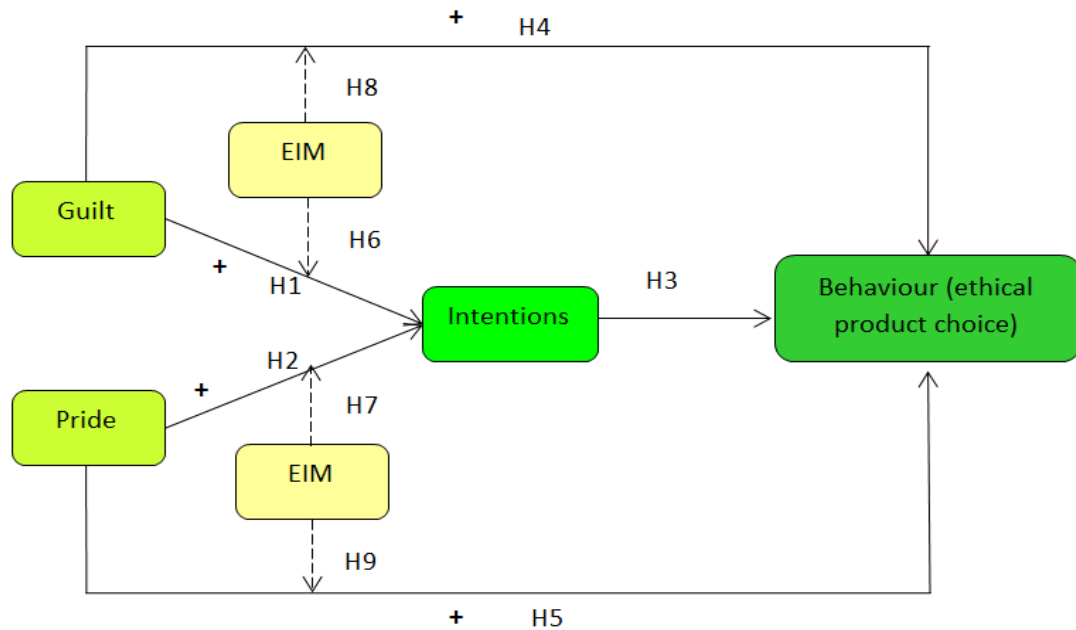 + H4
H8
EIM
Guilt
H6
+ H1
H3
Intentions
Behaviour (ethical
product choice)
H2
+
H7
Pride
EIM
H9
+ H5